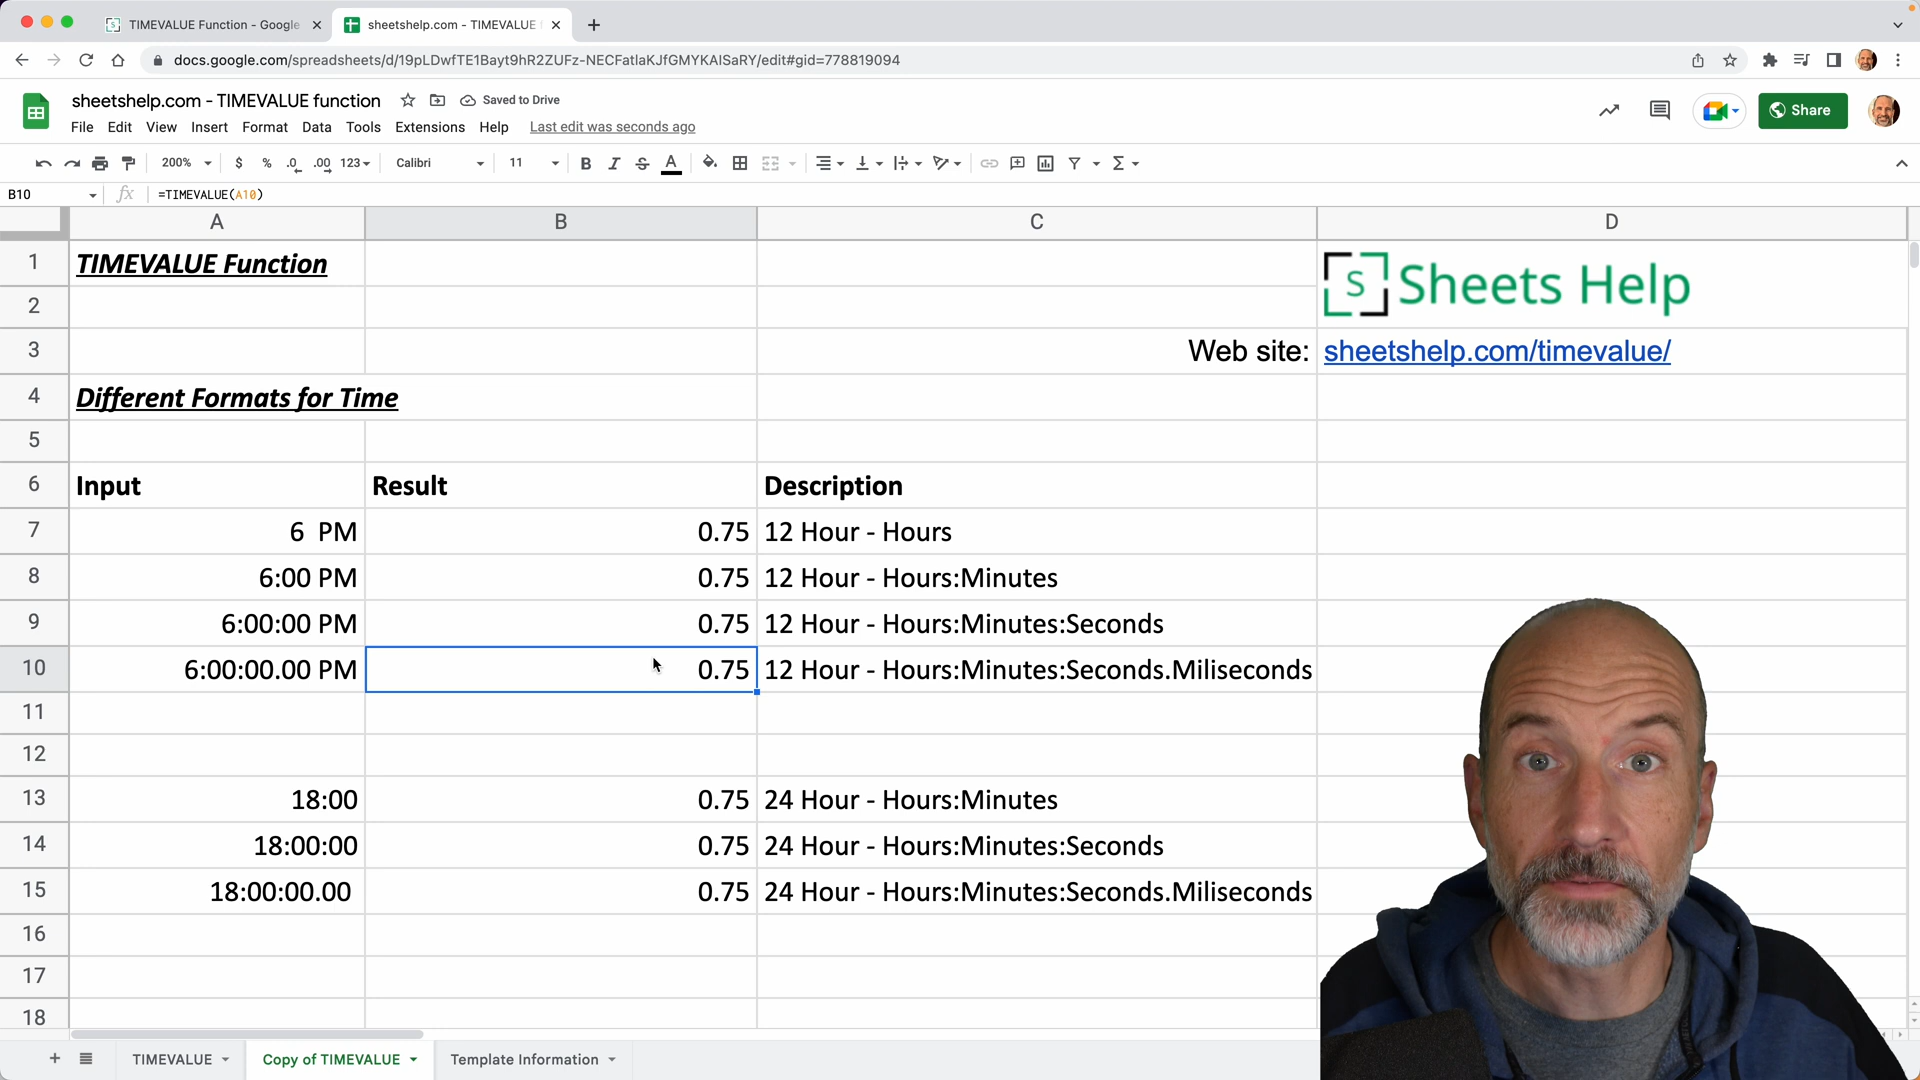 TIMEVALUE Function - Google
sheetshelp.com - TIMEVALUE f
docs.google.com/spreadsheets/d/19pLDwfTE1Bayt9hR2ZUFz-NECFatlaKJfGMYKAlSaRY/edit#gid=778819094
sheetshelp.com - TIMEVALUE function Saved to Drive
File Edit View Insert Format Data Tools Extensions Help Last edit was seconds ago
Share
200% $ % .0 .00 123 Calibri 11 B I S A
B10 fx =TIMEVALUE(A10)
A B C D
1 TIMEVALUE Function
S Sheets Help
2
3 Web site: sheetshelp.com/timevalue/
4 Different Formats for Time
5
6 Input Result Description
7 6 PM 0.75 12 Hour - Hours
8 6:00 PM 0.75 12 Hour - Hours:Minutes
9 6:00:00 PM 0.75 12 Hour - Hours:Minutes:Seconds
10 6:00:00.00 PM 0.75 12 Hour - Hours:Minutes:Seconds.Miliseconds
11
12
13 18:00 0.75 24 Hour - Hours:Minutes
14 18:00:00 0.75 24 Hour - Hours:Minutes:Seconds
15 18:00:00.00 0.75 24 Hour - Hours:Minutes:Seconds.Miliseconds
16
17
18
TIMEVALUE Copy of TIMEVALUE Template Information